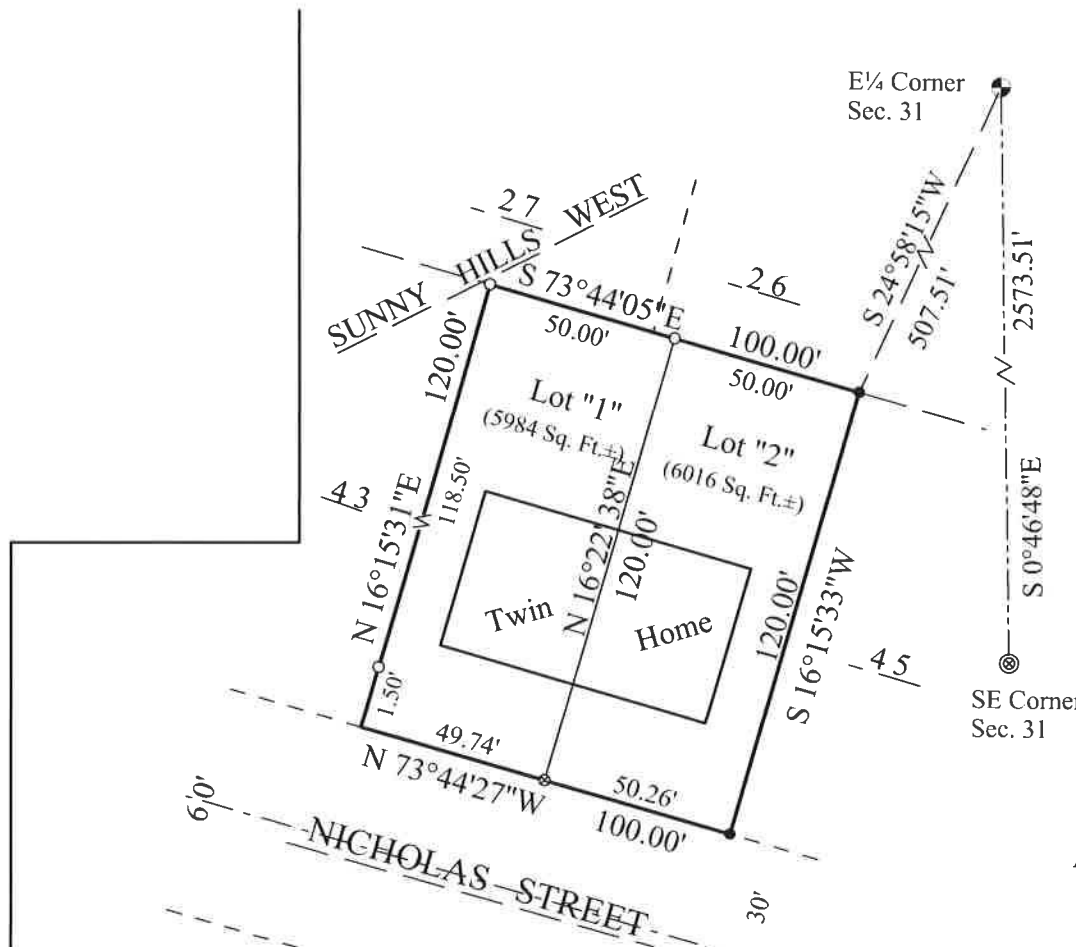 E¼ Corner
Sec. 31
S 24°58'15"W
507.51'
2573.51'
S 0°46'48"E
SE Corner
Sec. 31
27
SUNNY HILLS WEST
26
S 73°44'05"E
100.00'
50.00'
50.00'
120.00'
N 16°15'31"E
118.50'
1.50'
43
Lot "1"
(5984 Sq. Ft.±)
Lot "2"
(6016 Sq. Ft.±)
N 16°22'38"E
120.00'
Twin
Home
120.00'
S 16°15'33"W
45
49.74'
N 73°44'27"W
50.26'
100.00'
60'
NICHOLAS STREET
30'